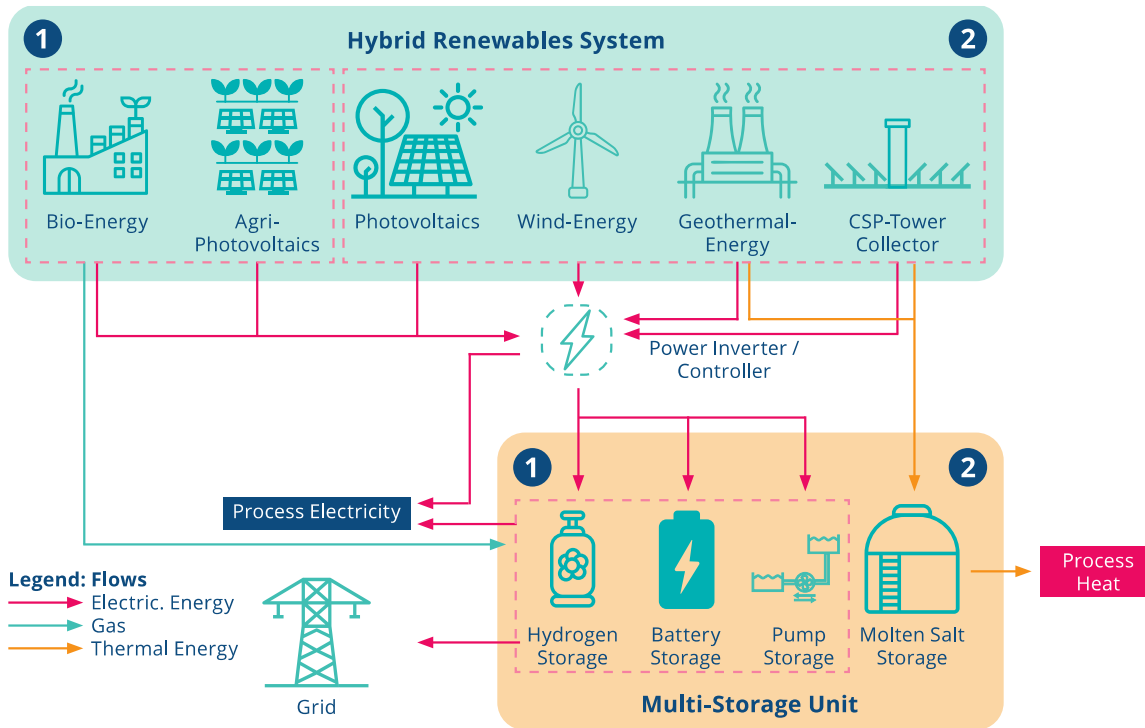 1
Hybrid Renewables System
2
Bio-Energy
Agri-
Photovoltaics
Photovoltaics
Wind-Energy
Geothermal-
Energy
CSP-Tower
Collector
Power Inverter /
Controller
1
2
Process Electricity
Process
Heat
Legend: Flows
Electric. Energy
Gas
Thermal Energy
Grid
Hydrogen
Storage
Battery
Storage
Pump
Storage
Molten Salt
Storage
Multi-Storage Unit